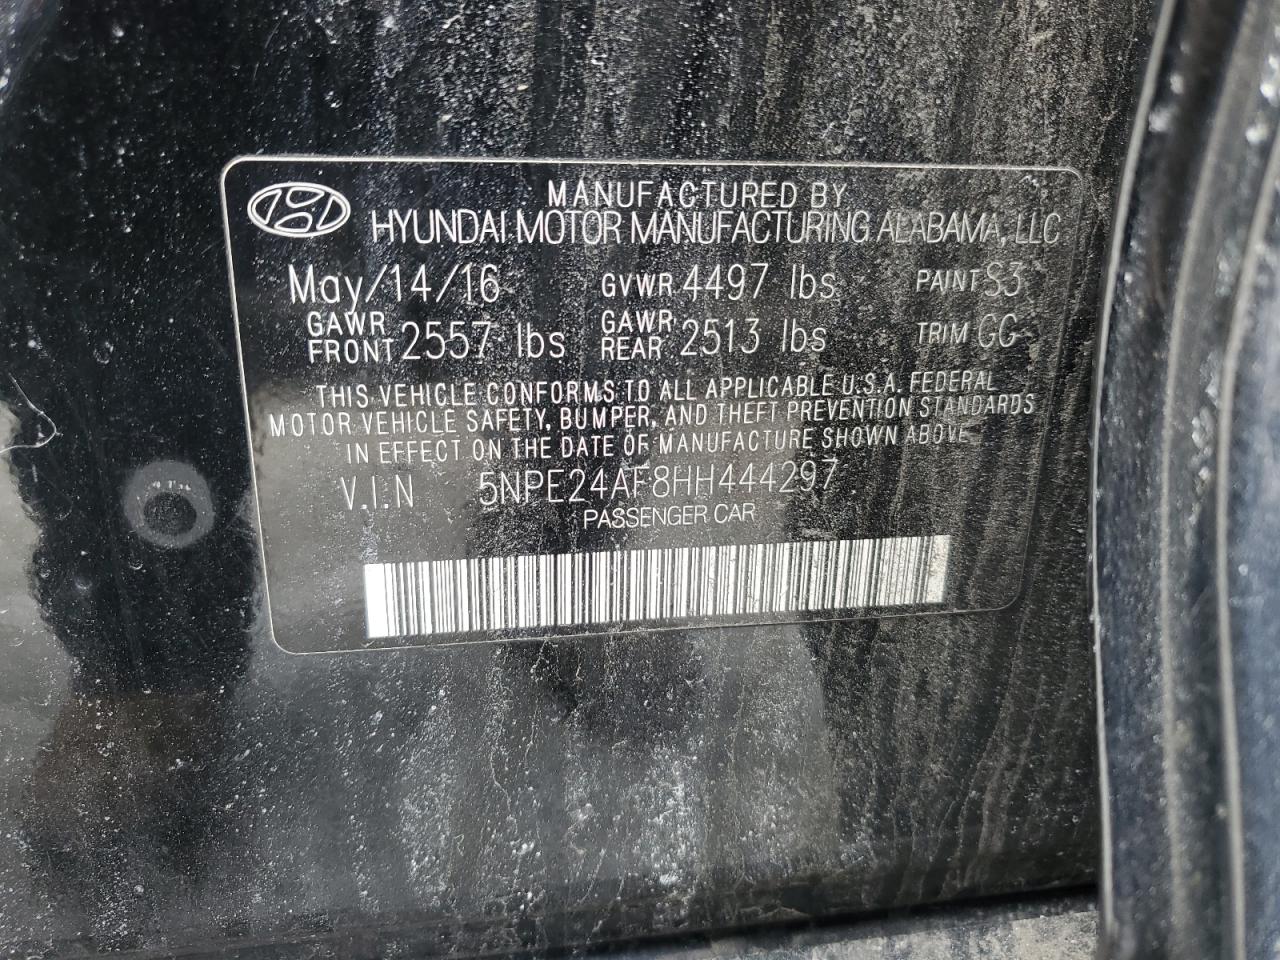 MANUFACTURED BY
HYUNDAI MOTOR MANUFACTURING ALABAMA, LLC
May/14/16 GVWR 4497 lbs PAINT S3
GAWR FRONT 2557 lbs GAWR REAR 2513 lbs TRIM GG
THIS VEHICLE CONFORMS TO ALL APPLICABLE U.S.A. FEDERAL
MOTOR VEHICLE SAFETY, BUMPER, AND THEFT PREVENTION STANDARDS
IN EFFECT ON THE DATE OF MANUFACTURE SHOWN ABOVE
V.I.N 5NPE24AF8HH444297
PASSENGER CAR